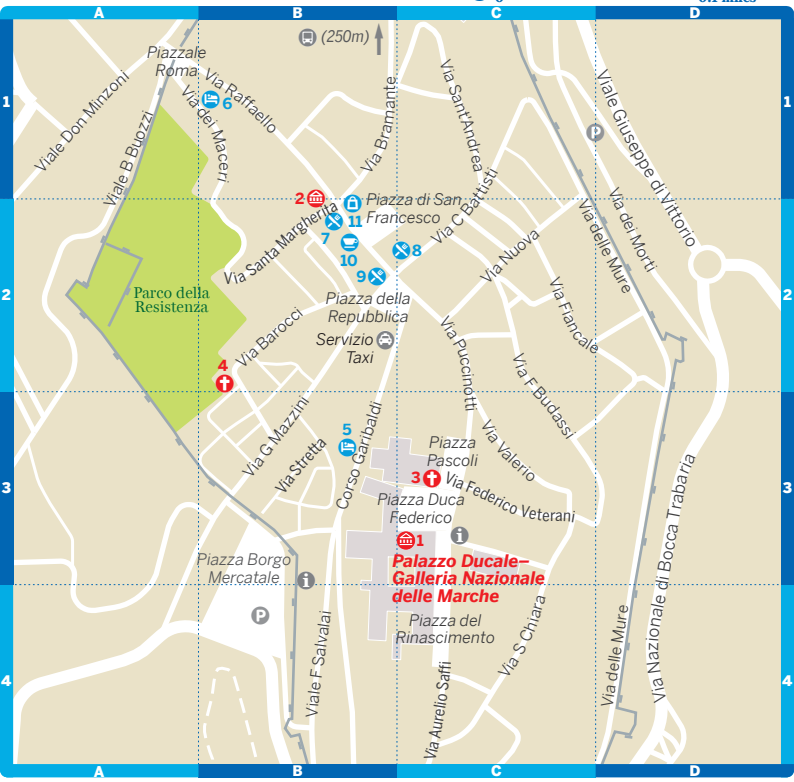 0.1 miles
A
B
C
D
(250m)
Piazzale
Roma
Via Raffaello
Via dei Maceri
6
1
1
Viale Don Minzoni
Viale B Buozzi
Via Bramante
Via Sant'Andrea
P
Viale Giuseppe di Vittorio
2
Piazza di San
Francesco
11
7
10
8
9
Via Santa Margherita
Via C Battisti
Via Nuova
Via delle Mure
Via dei Morti
2
2
Parco della
Resistenza
Piazza della
Repubblica
Servizio
Taxi
Via Barocci
Via Puccinotti
Via Fiancale
Via F Budassi
4
5
Via G Mazzini
Via Stretta
Corso Garibaldi
Piazza
Pascoli
Via Valerio
3
Via Federico Veterani
3
3
Piazza Duca
Federico
i
1
Palazzo Ducale–
Galleria Nazionale
delle Marche
Piazza Borgo
Mercatale
i
P
Piazza del
Rinascimento
Via S Chiara
Via Nazionale di Bocca Trabaria
Viale F Salvalai
Via Aurelio Saffi
Via delle Mure
4
4
A
B
C
D